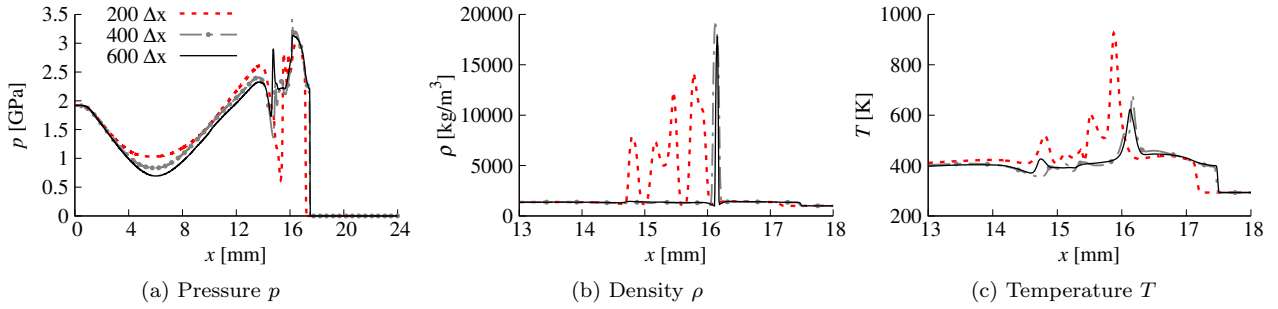 200 Δx
400 Δx
600 Δx
3.5
3
2.5
2
1.5
1
0.5
0
p [GPa]
0 4 8 12 16 20 24
x [mm]
(a) Pressure p
20000
15000
10000
5000
0
ρ [kg/m³]
13 14 15 16 17 18
x [mm]
(b) Density ρ
1000
800
600
400
200
T [K]
13 14 15 16 17 18
x [mm]
(c) Temperature T